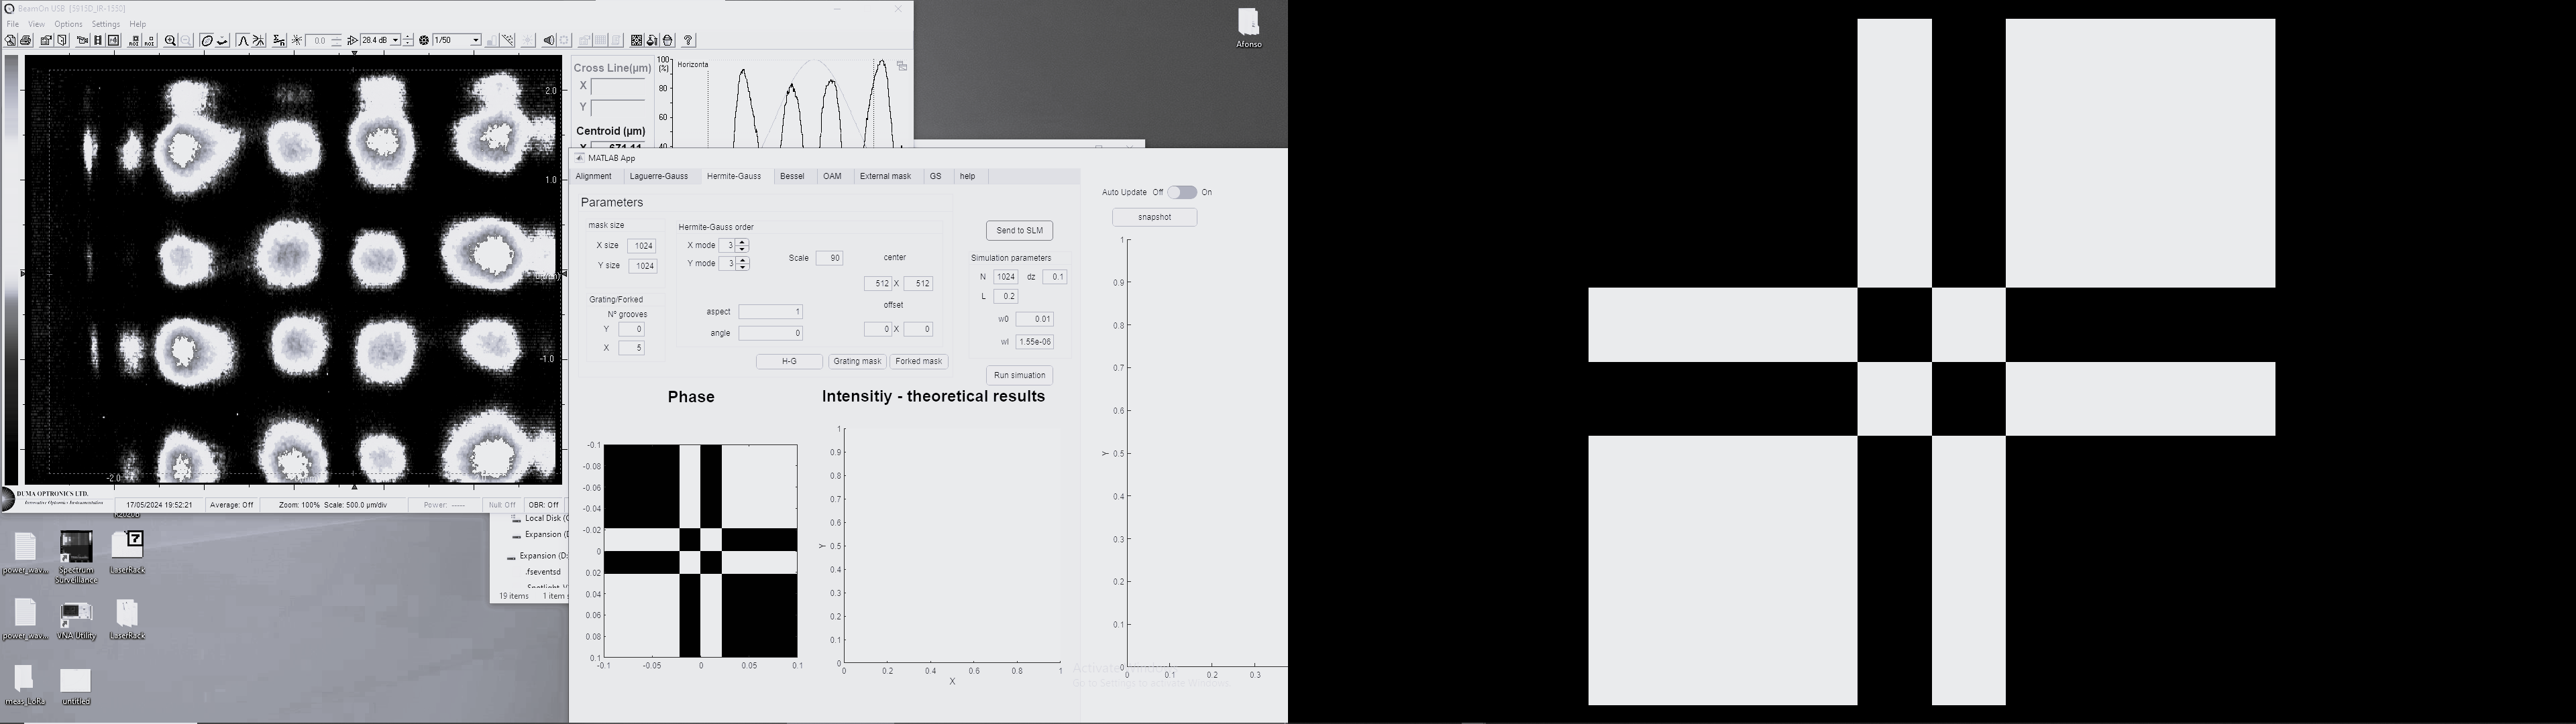 BeamOn USB [S815D_IR-1550]
File View Options Settings Help
0.0 28.4 dB 1/50
2.0
1.0
-1.0
-2.0
Cross Line(µm)
X
Y
Centroid (µm)
X 671.11
Horizonta
100
(%)
80
60
40
DUMA OPTRONICS LTD.
Innovative Optronic Instrumentation
17/05/2024 19:52:21 Average: Off Zoom: 100% Scale: 500.0 µm/div Power: ----- Null: Off OBR: Off
Afonso
MATLAB App
Alignment Laguerre-Gauss Hermite-Gauss Bessel OAM External mask GS help
Parameters
mask size
X size 1024
Y size 1024
Grating/Forked
Nº grooves
Y 0
X 5
Hermite-Gauss order
X mode 3
Y mode 3
Scale 90
center
512 X 512
offset
0 X 0
aspect 1
angle 0
H-G Grating mask Forked mask
Send to SLM
Simulation parameters
N 1024 dz 0.1
L 0.2
w0 0.01
wl 1.55e-06
Run simuation
Auto Update Off On
snapshot
Phase
-0.1
-0.08
-0.06
-0.04
-0.02
0
0.02
0.04
0.06
0.08
0.1
-0.1 -0.05 0 0.05 0.1
Intensitiy - theoretical results
1
0.9
0.8
0.7
0.6
0.5
0.4
0.3
0.2
0.1
0
Y
0 0.2 0.4 0.6 0.8 1
X
1
0.9
0.8
0.7
0.6
0.5
0.4
0.3
0.2
0.1
0
Y
0 0.1 0.2 0.3
Activate Windows
Go to Settings to activate Windows.
Local Disk (C
Expansion (D
Expansion (D:
.fseventsd
19 items 1 item s
power_wav... Spectrum Surveillance LaserRack
power_wav... VNA Utility LaserRack
meas_LoRa untitled